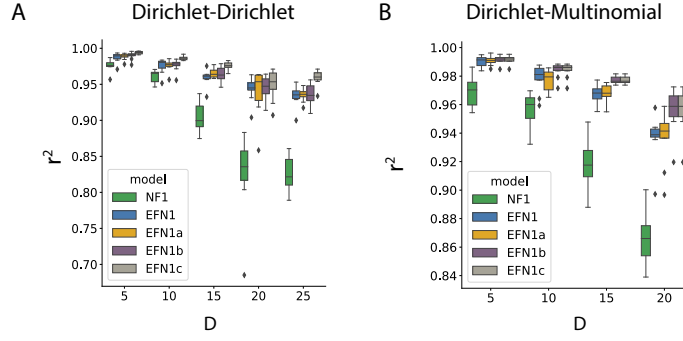 A
Dirichlet-Dirichlet
r²
1.00
0.95
0.90
0.85
0.80
0.75
0.70
model
NF1
EFN1
EFN1a
EFN1b
EFN1c
5 10 15 20 25
D
B
Dirichlet-Multinomial
r²
1.00
0.98
0.96
0.94
0.92
0.90
0.88
0.86
0.84
model
NF1
EFN1
EFN1a
EFN1b
EFN1c
5 10 15 20
D